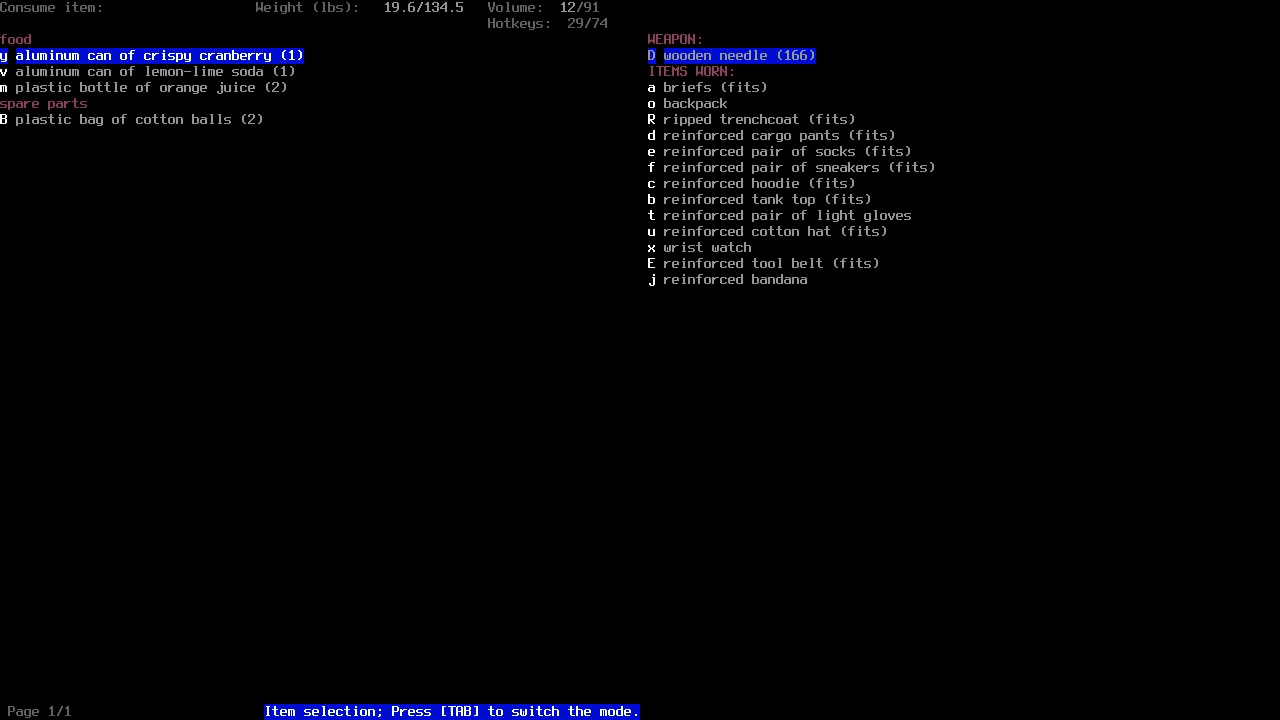 Consume item: Weight (lbs): 19.6/134.5 Volume: 12/91
Hotkeys: 29/74
food
y aluminum can of crispy cranberry (1)
v aluminum can of lemon-lime soda (1)
m plastic bottle of orange juice (2)
spare parts
B plastic bag of cotton balls (2)
WEAPON:
D wooden needle (166)
ITEMS WORN:
a briefs (fits)
o backpack
R ripped trenchcoat (fits)
d reinforced cargo pants (fits)
e reinforced pair of socks (fits)
f reinforced pair of sneakers (fits)
c reinforced hoodie (fits)
b reinforced tank top (fits)
t reinforced pair of light gloves
u reinforced cotton hat (fits)
x wrist watch
E reinforced tool belt (fits)
j reinforced bandana
Page 1/1 Item selection; Press [TAB] to switch the mode.